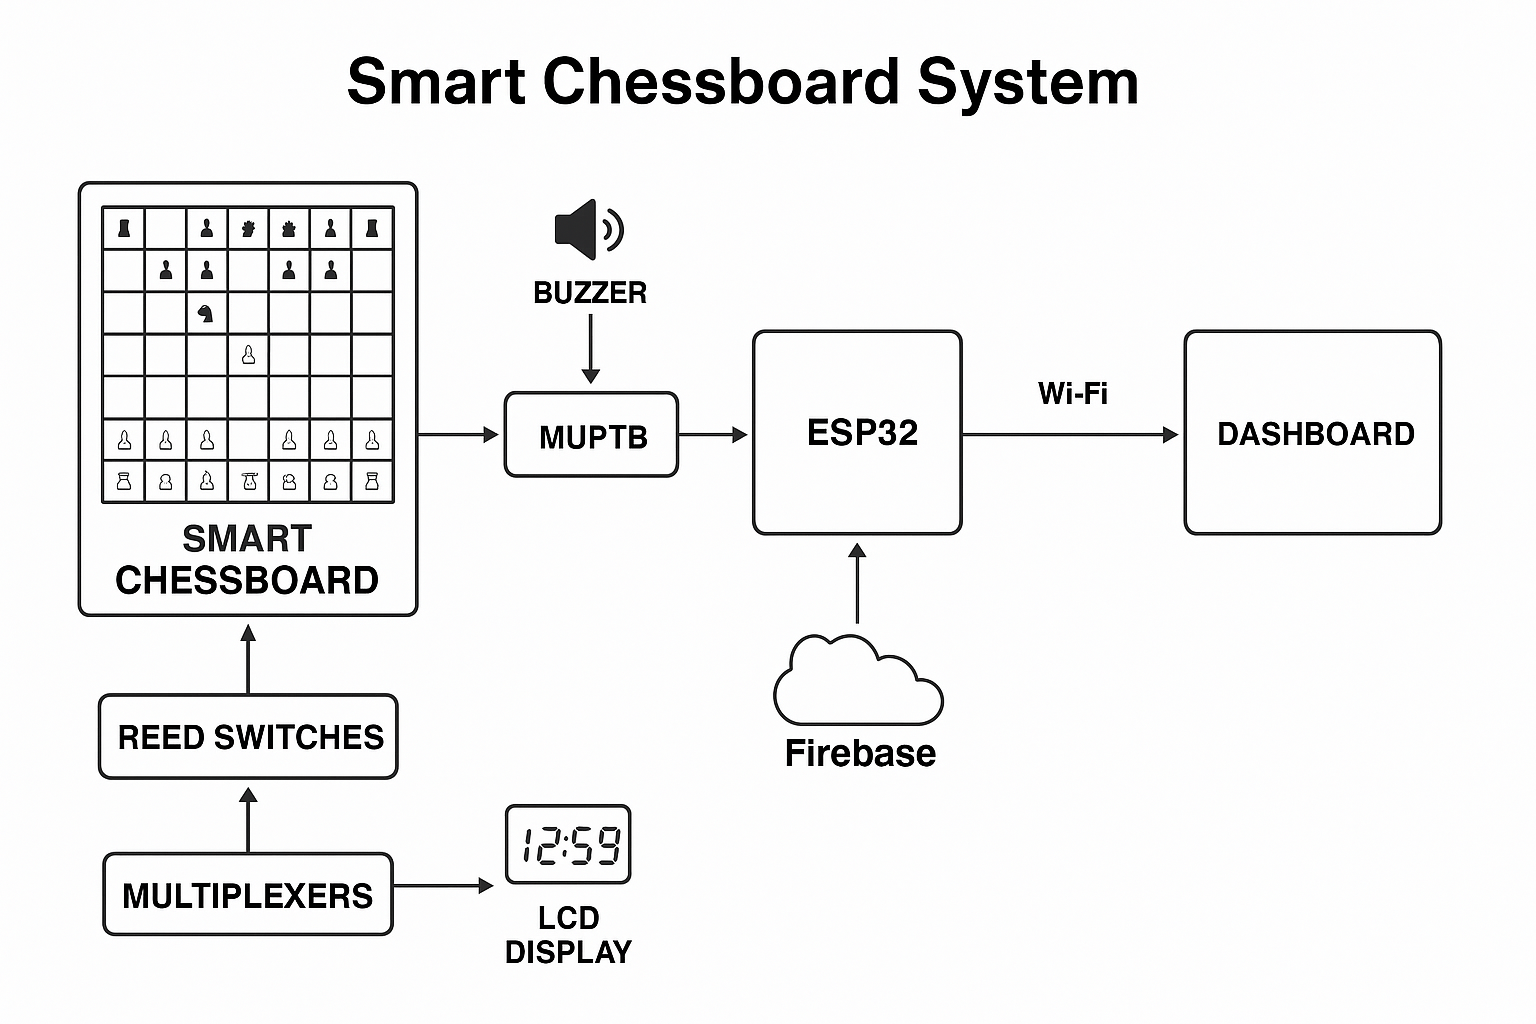 Smart Chessboard System
BUZZER
Wi-Fi
MUPTB
ESP32
DASHBOARD
SMART
CHESSBOARD
REED SWITCHES
Firebase
12:59
MULTIPLEXERS
LCD
DISPLAY